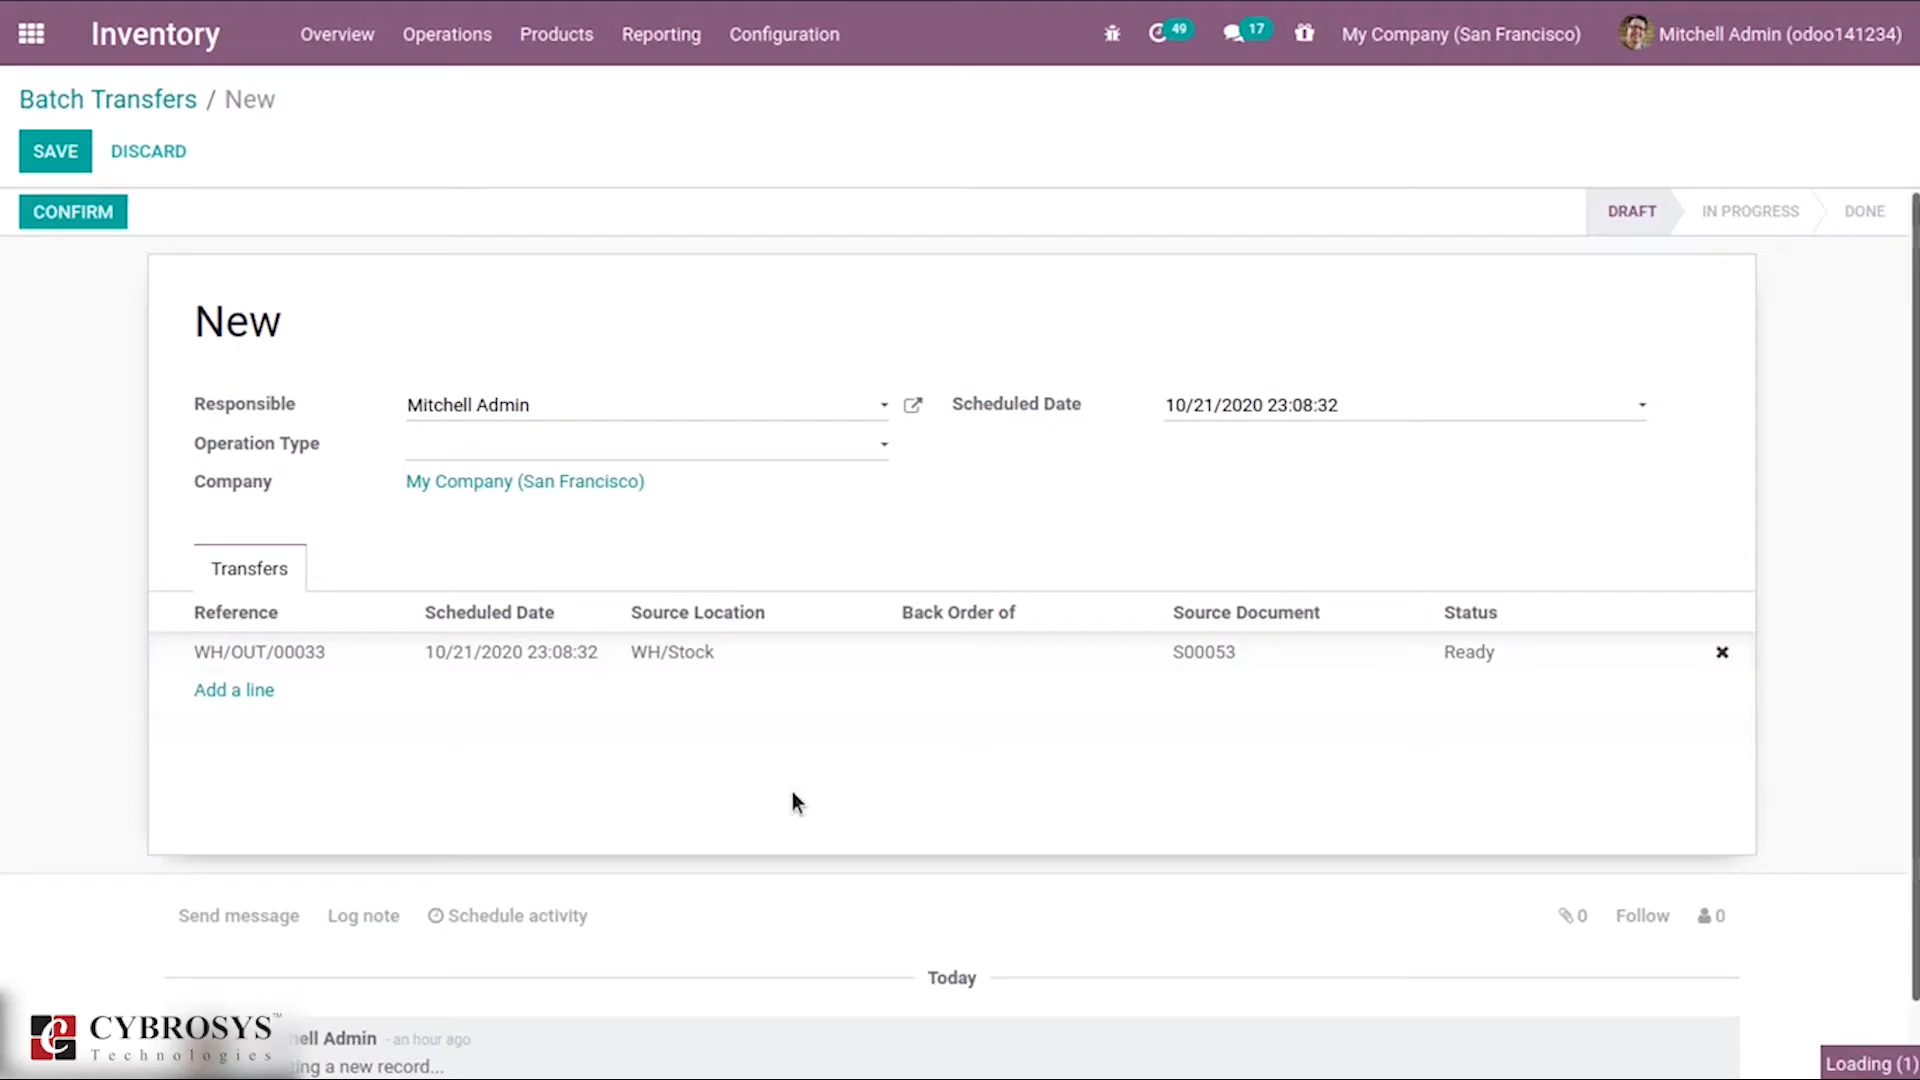 Inventory Overview Operations Products Reporting Configuration 49 17 My Company (San Francisco) Mitchell Admin (odoo141234)
Batch Transfers / New
SAVE DISCARD
CONFIRM DRAFT IN PROGRESS DONE
New
Responsible Mitchell Admin Scheduled Date 10/21/2020 23:08:32
Operation Type
Company My Company (San Francisco)
Transfers
Reference Scheduled Date Source Location Back Order of Source Document Status
WH/OUT/00033 10/21/2020 23:08:32 WH/Stock S00053 Ready
Add a line
Send message Log note Schedule activity 0 Follow 0
Today
CYBROSYS™
Technologies
Admin - an hour ago
a new record...
Loading (1)